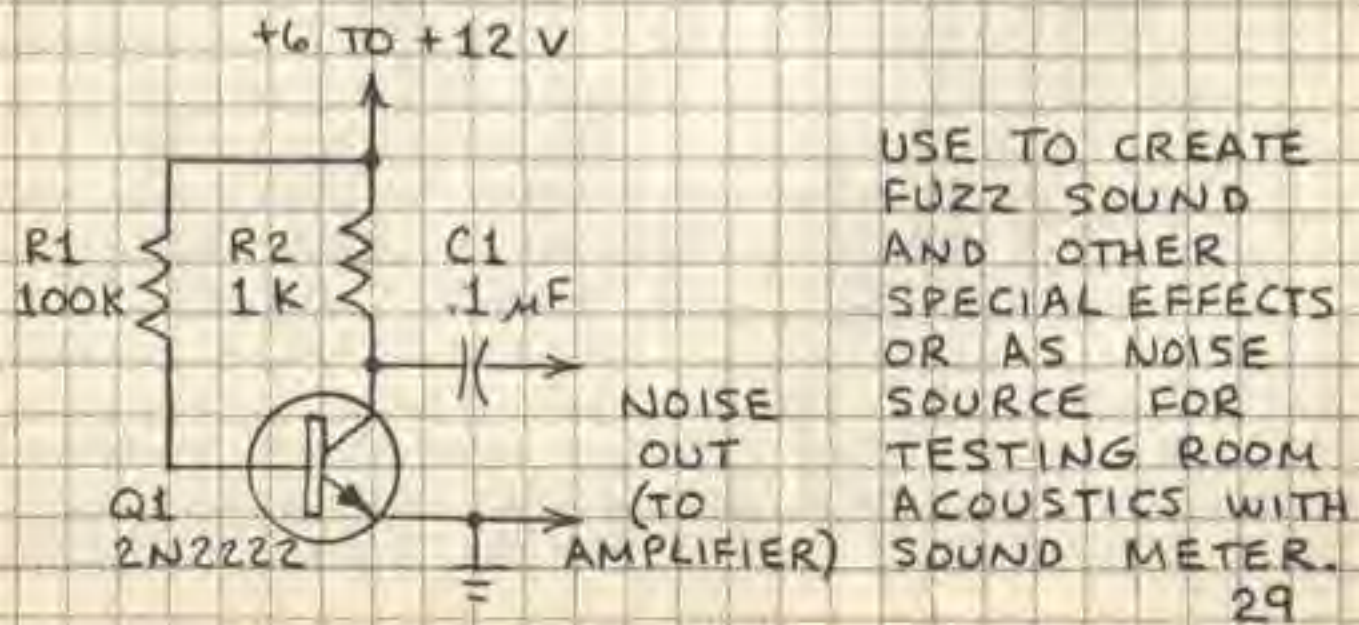 +6 TO +12 V
R1
100K
R2
1K
C1
.1 µF
Q1
2N2222
NOISE
OUT
(TO
AMPLIFIER)
USE TO CREATE
FUZZ SOUND
AND OTHER
SPECIAL EFFECTS
OR AS NOISE
SOURCE FOR
TESTING ROOM
ACOUSTICS WITH
SOUND METER.
29